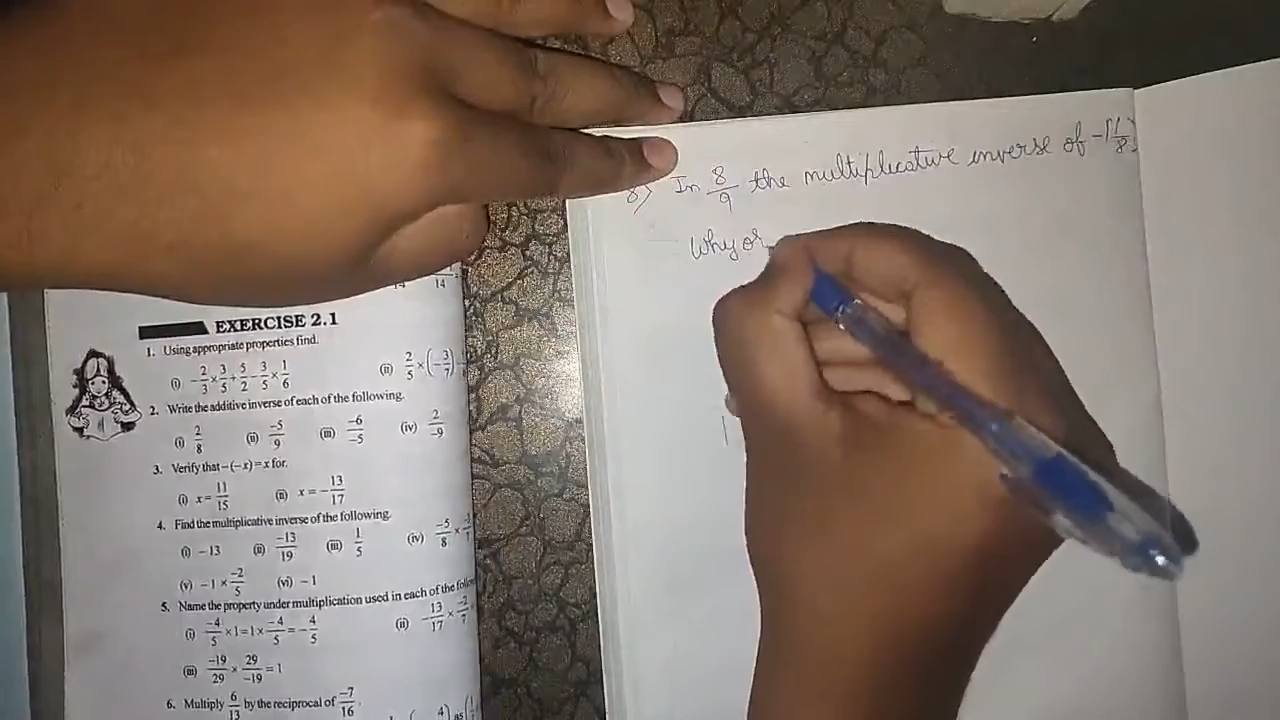 14
EXERCISE 2.1
1. Using appropriate properties find.
(i) -2/3 × 3/5 + 5/2 - 3/5 × 1/6 (ii) 2/5 × (-3/7)
2. Write the additive inverse of each of the following.
(i) 2/8 (ii) -5/9 (iii) -6/-5 (iv) 2/-9
3. Verify that -(-x) = x for.
(i) x = 11/15 (ii) x = -13/17
4. Find the multiplicative inverse of the following.
(i) -13 (ii) -13/19 (iii) 1/5 (iv) -5/8 ×
(v) -1 × -2/5 (vi) -1
5. Name the property under multiplication used in each of the
(i) -4/5 × 1 = 1 × -4/5 = -4/5 (ii) -13/17 × -2/7
(iii) -19/29 × 29/-19 = 1
6. Multiply 6/13 by the reciprocal of -7/16.
8) In 8/9 the multiplicative inverse of -1 1/8
Why or